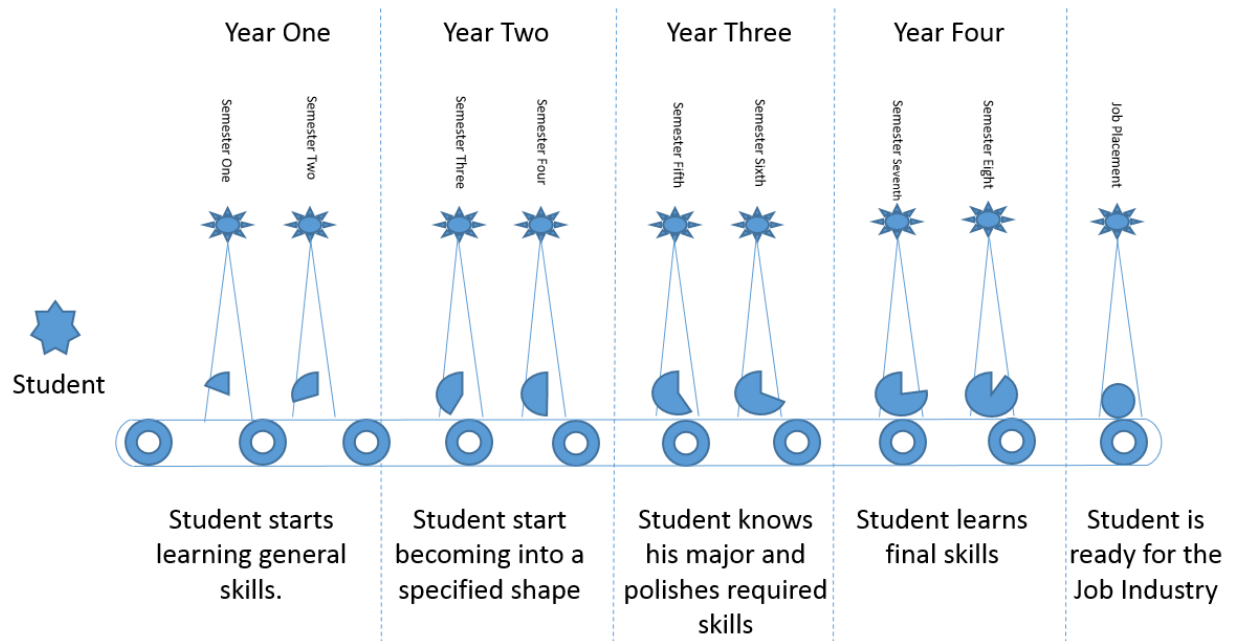 Year One
Year Two
Year Three
Year Four
Semester One
Semester Two
Semester Three
Semester Four
Semester Fifth
Semester Sixth
Semester Seventh
Semester Eight
Job Placement
Student
Student starts
learning general
skills.
Student start
becoming into a
specified shape
Student knows
his major and
polishes required
skills
Student learns
final skills
Student is
ready for the
Job Industry